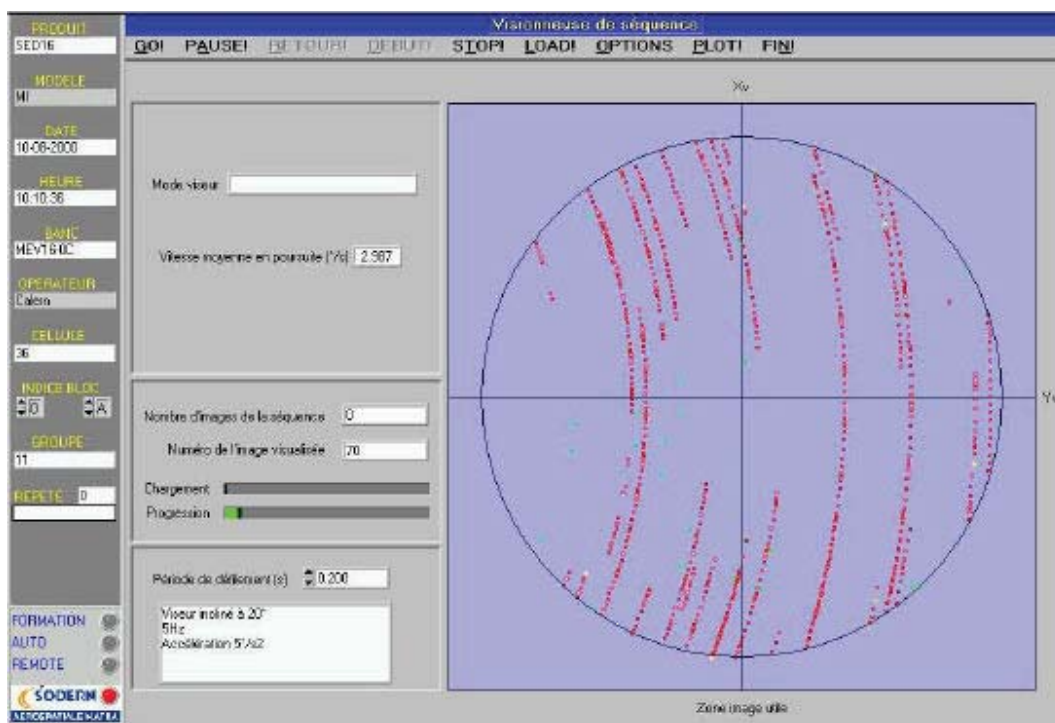 Visionneuse de séquence
GO! PAUSE! RETOUR! DEBUT! STOP! LOAD! OPTIONS PLOT! FIN!
PRODUIT
SED16
MODELE
MI
DATE
10-08-2000
HEURE
10:10:36
BANC
OPERATEUR
Calern
CELLULE
36
INDICE BLOC
0 A
GROUPE
11
REPETE 0
FORMATION
AUTO
REMOTE
SODERN
AEROSPATIALE MATRA
Mode viseur
Vitesse moyenne en poursuite (°/s) 2.987
Nombre d'images de la séquence 0
Numéro de l'image visualisée 70
Chargement
Progression
Période de défilement (s) 0.200
Viseur incliné à 20°
5Hz
Accélération 5°/s2
Xv
Yv
Zone image utile